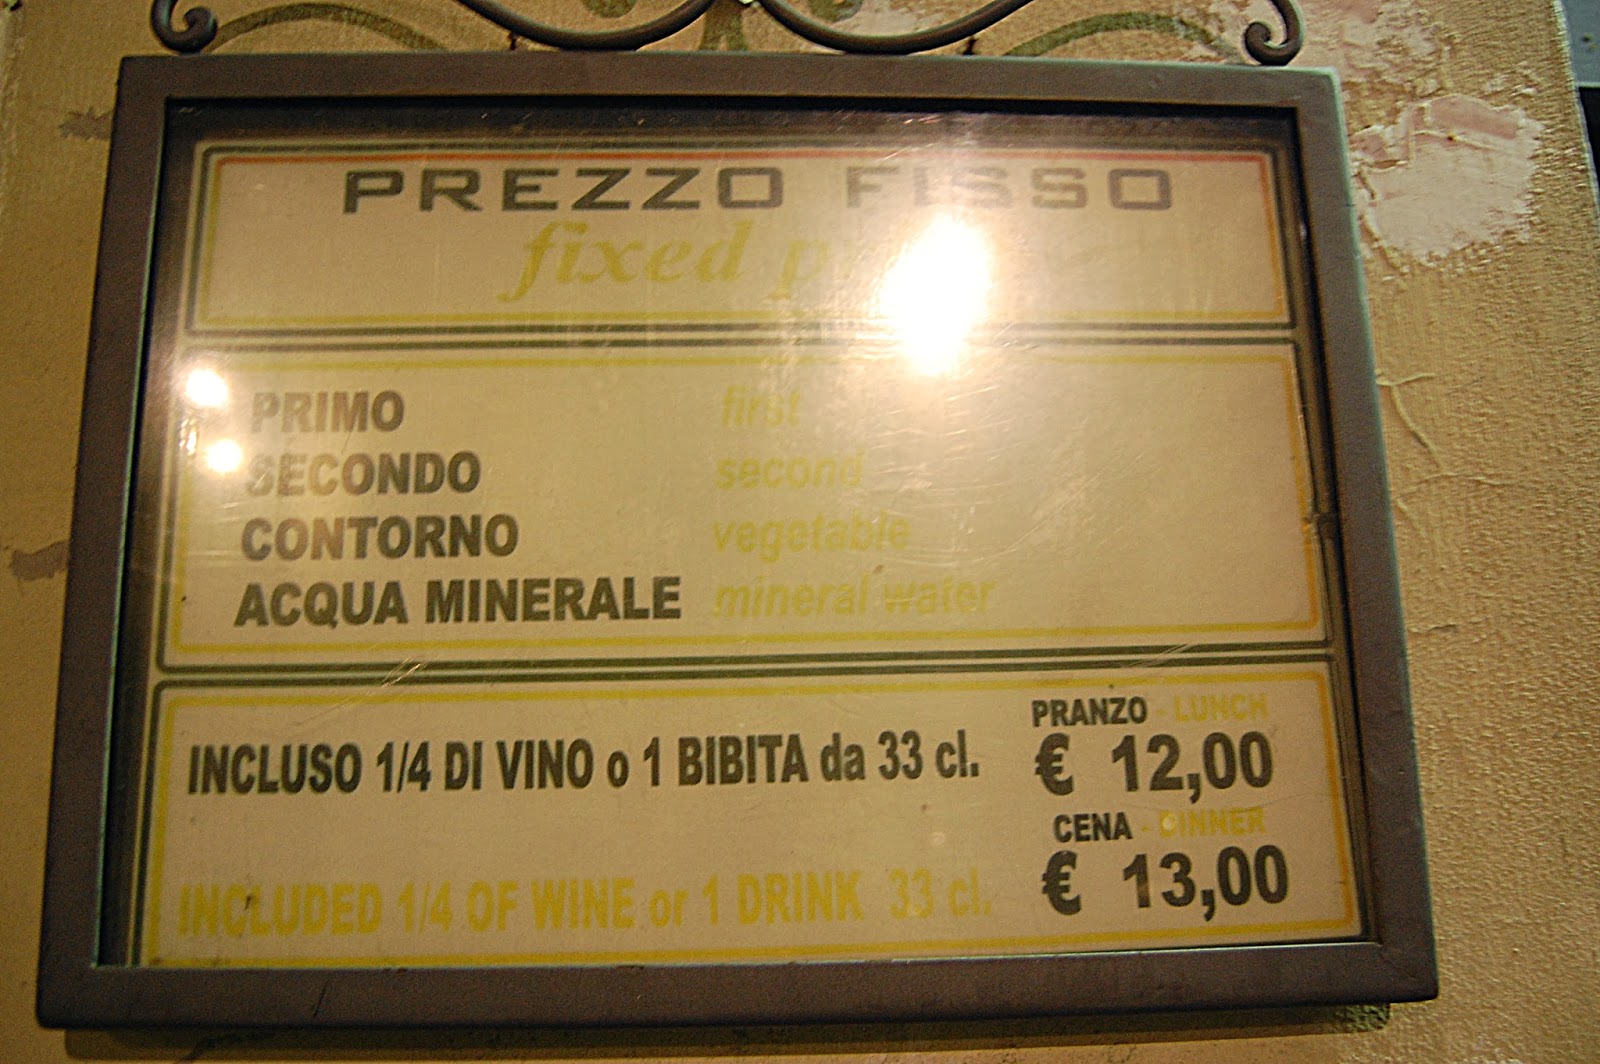 PREZZO FISSO
fixed
PRIMO first
SECONDO second
CONTORNO vegetable
ACQUA MINERALE mineral water
PRANZO - LUNCH
INCLUSO 1/4 DI VINO o 1 BIBITA da 33 cl. € 12,00
CENA - DINNER
INCLUDED 1/4 OF WINE or 1 DRINK 33 cl. € 13,00